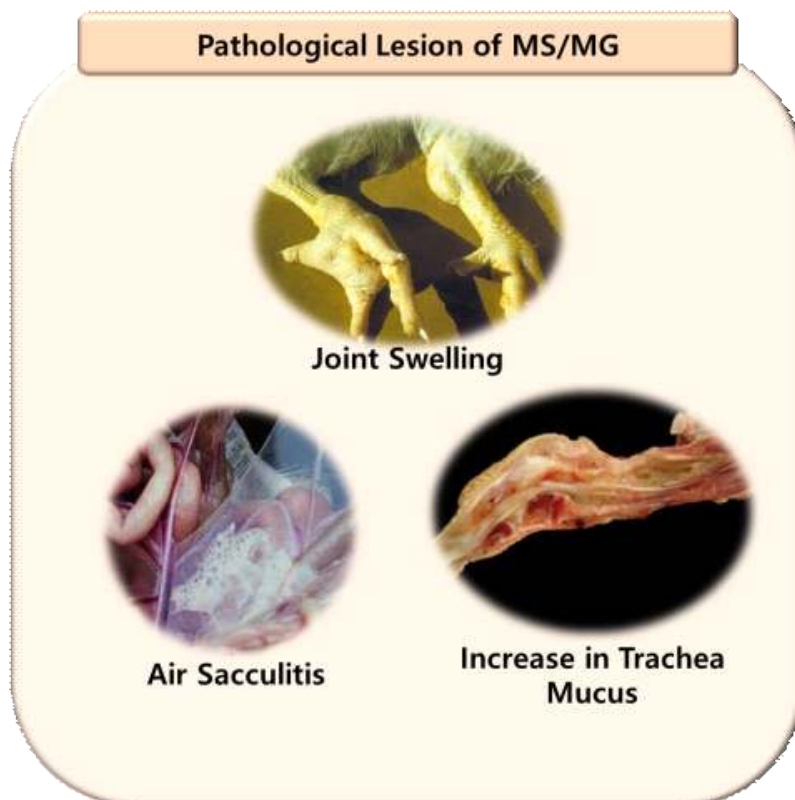 Pathological Lesion of MS/MG
Joint Swelling
Air Sacculitis
Increase in Trachea
Mucus